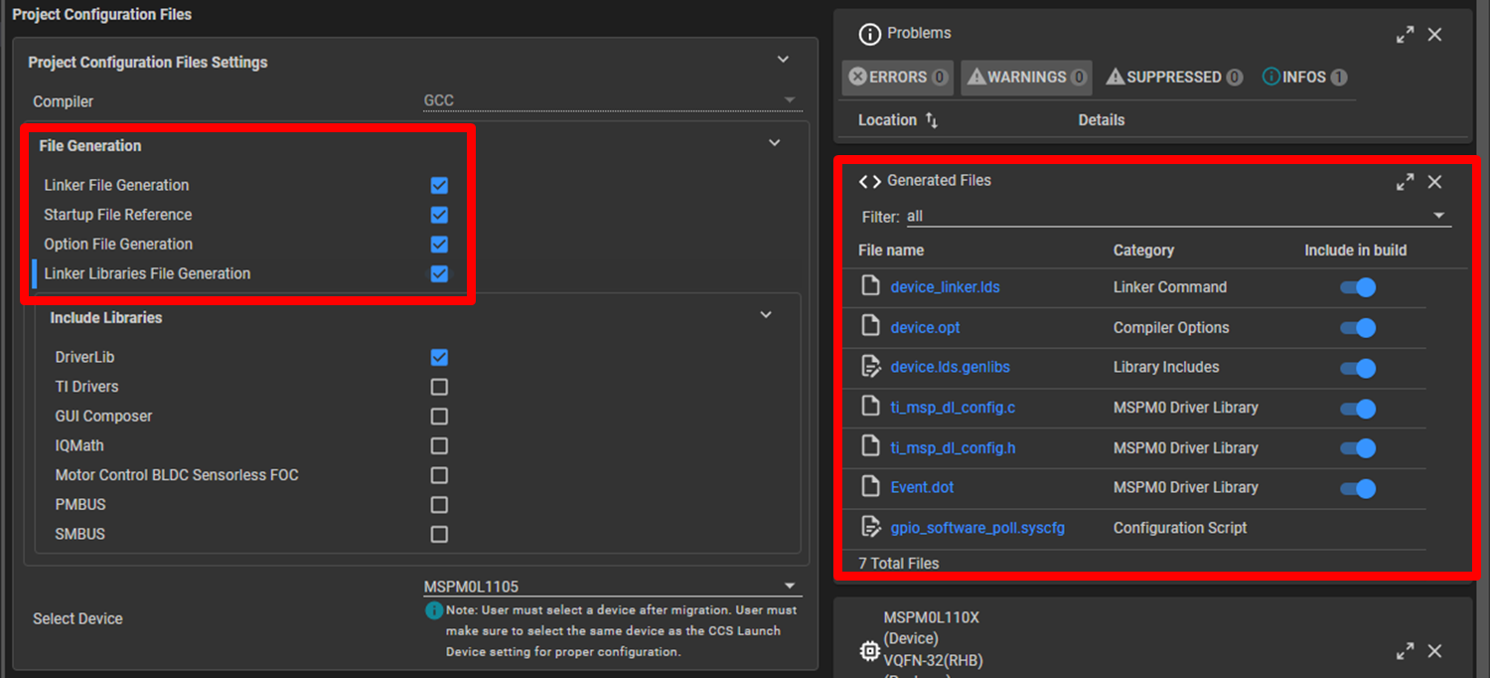 Project Configuration Files
Project Configuration Files Settings
Compiler GCC
File Generation
Linker File Generation
Startup File Reference
Option File Generation
Linker Libraries File Generation
Include Libraries
DriverLib
TI Drivers
GUI Composer
IQMath
Motor Control BLDC Sensorless FOC
PMBUS
SMBUS
Select Device
MSPM0L1105
Note: User must select a device after migration. User must
make sure to select the same device as the CCS Launch
Device setting for proper configuration.
Problems
ERRORS 0 WARNINGS 0 SUPPRESSED 0 INFOS 1
Location Details
Generated Files
Filter: all
File name Category Include in build
device_linker.lds Linker Command
device.opt Compiler Options
device.lds.genlibs Library Includes
ti_msp_dl_config.c MSPM0 Driver Library
ti_msp_dl_config.h MSPM0 Driver Library
Event.dot MSPM0 Driver Library
gpio_software_poll.syscfg Configuration Script
7 Total Files
MSPM0L110X
(Device)
VQFN-32(RHB)